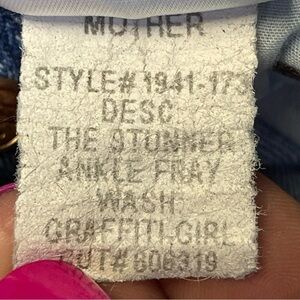 MOTHER
STYLE# 1941-173
DESC
THE STUNNER
ANKLE FRAY
WASH
GRAFFITI GIRL
CUT# 606319